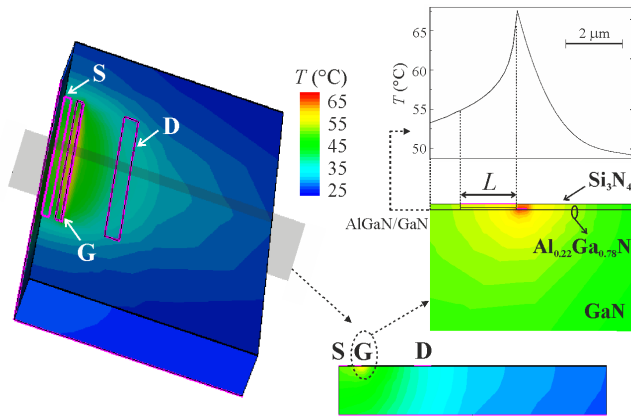 S
D
G
T (°C)
65
55
45
35
25
T (°C)
65
60
55
50
2 μm
L
Si₃N₄
AlGaN/GaN
Al₀.₂₂Ga₀.₇₈N
GaN
S G D